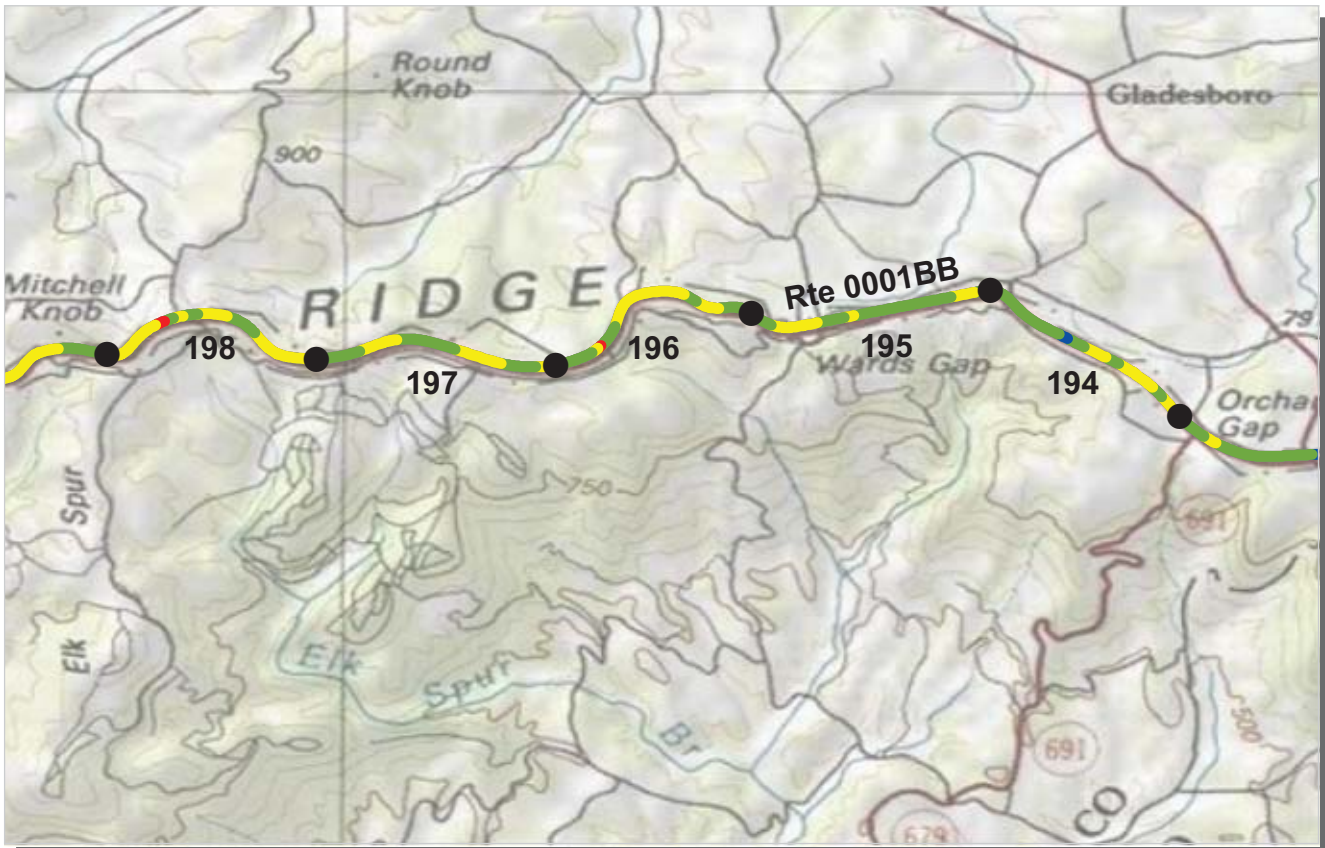 Round
Knob
Gladesboro
900
Mitchell
Knob
RIDGE
Rte 0001BB
79
198
196
195
197
Wards Gap
194
Orcha
Gap
Spur
750
691
Elk
Elk
Spur
Br
500
691
CO
679